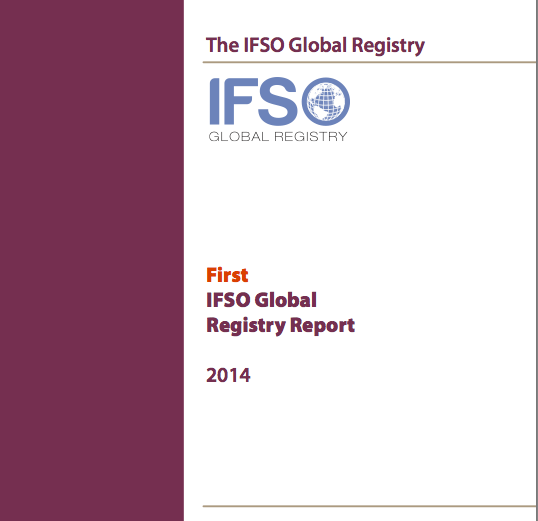 The IFSO Global Registry
IFSO
GLOBAL REGISTRY
First
IFSO Global
Registry Report
2014